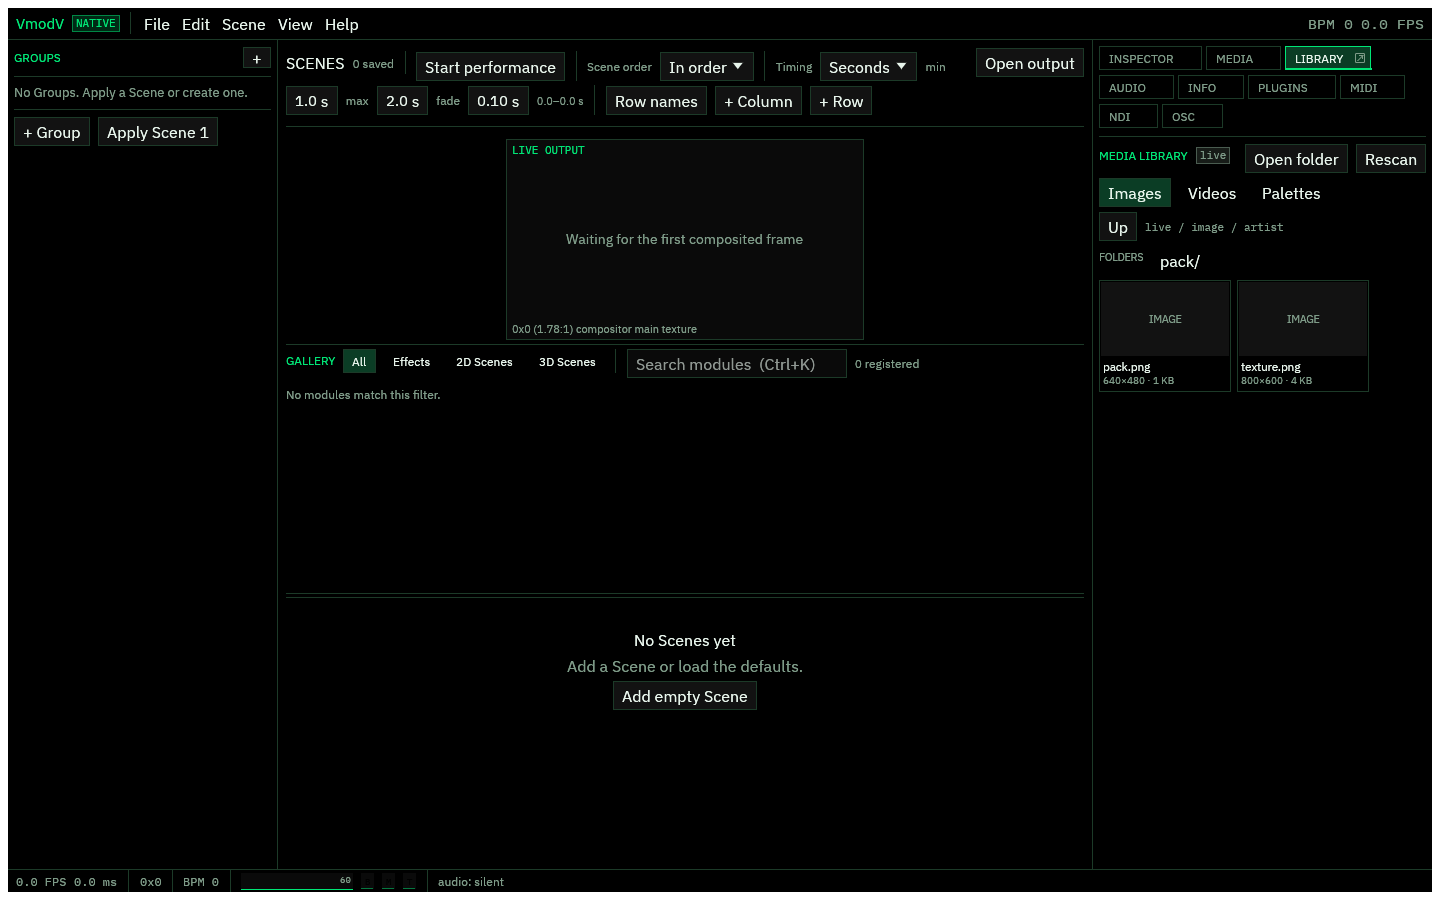 VmodV NATIVE File Edit Scene View Help BPM 0 0.0 FPS
GROUPS +
No Groups. Apply a Scene or create one.
+ Group Apply Scene 1
SCENES 0 saved Start performance Scene order In order Timing Seconds min Open output
1.0 s max 2.0 s fade 0.10 s 0.0–0.0 s Row names + Column + Row
LIVE OUTPUT
Waiting for the first composited frame
0x0 (1.78:1) compositor main texture
GALLERY All Effects 2D Scenes 3D Scenes Search modules (Ctrl+K) 0 registered
No modules match this filter.
No Scenes yet
Add a Scene or load the defaults.
Add empty Scene
INSPECTOR MEDIA LIBRARY
AUDIO INFO PLUGINS MIDI
NDI OSC
MEDIA LIBRARY live Open folder Rescan
Images Videos Palettes
Up live / image / artist
FOLDERS pack/
IMAGE IMAGE
pack.png texture.png
640×480 · 1 KB 800×600 · 4 KB
0.0 FPS 0.0 ms 0x0 BPM 0 60 audio: silent